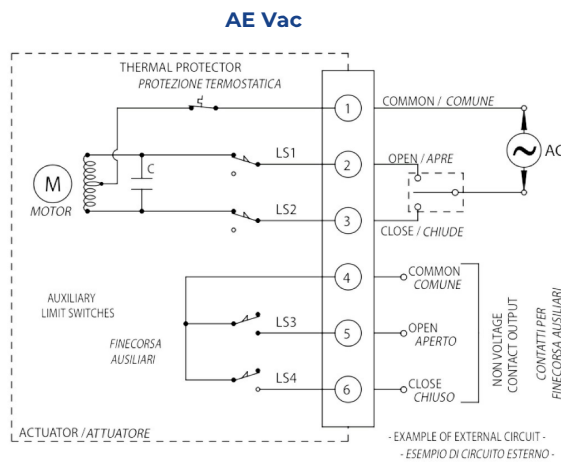 AE Vac
THERMAL PROTECTOR
PROTEZIONE TERMOSTATICA
1
COMMON / COMUNE
AC
C
LS1
2
OPEN / APRE
M
MOTOR
LS2
3
CLOSE / CHIUDE
4
COMMON
COMUNE
AUXILIARY
LIMIT SWITCHES
FINECORSA
AUSILIARI
LS3
5
OPEN
APERTO
LS4
6
CLOSE
CHIUSO
NON VOLTAGE
CONTACT OUTPUT
CONTATTI PER
FINECORSA AUSILIARI
ACTUATOR / ATTUATORE
- EXAMPLE OF EXTERNAL CIRCUIT -
- ESEMPIO DI CIRCUITO ESTERNO -